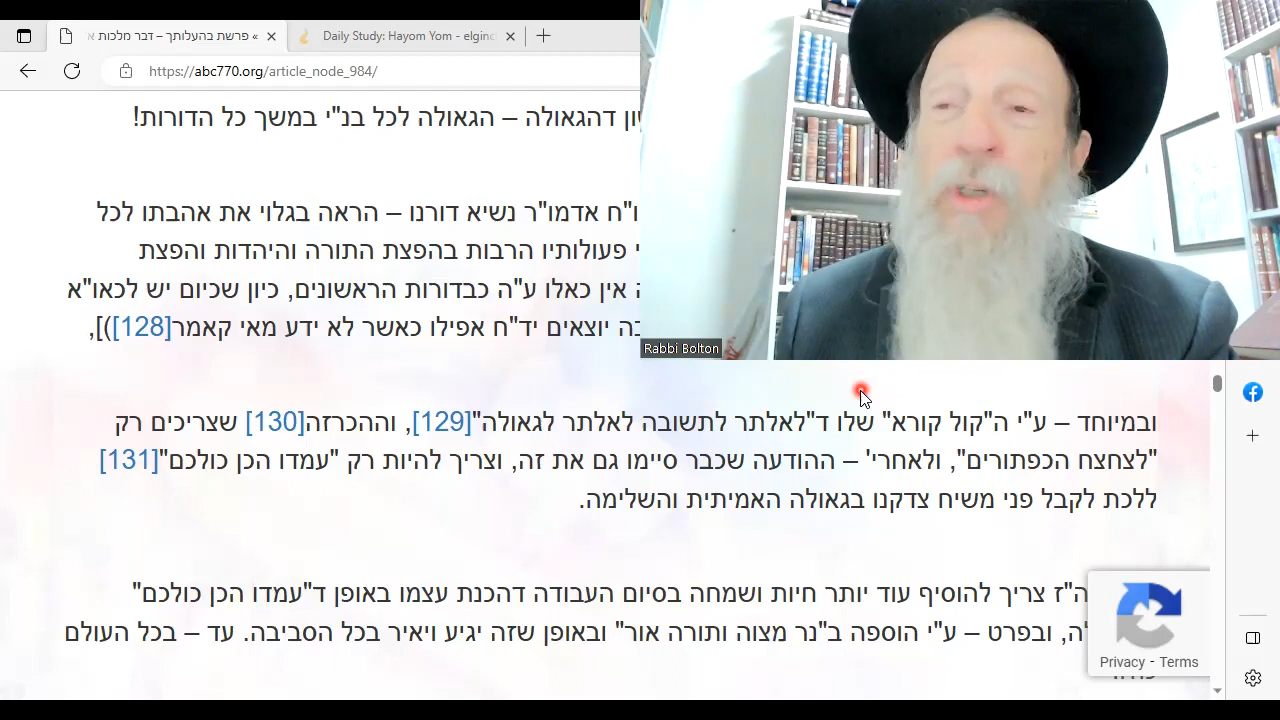 » פרשת בהעלותך – דבר מלכות א
Daily Study: Hayom Yom - elginc
https://abc770.org/article_node_984/
שון דהגאולה – הגאולה לכל בנ"י במשך כל הדורות!
ו"ח אדמו"ר נשיא דורנו – הראה בגלוי את אהבתו לכל
י פעולותיו הרבות בהפצת התורה והיהדות והפצת
ה אין כאלו ע"ה כבדורות הראשונים, כיון שכיום יש לכאו"א
בה יוצאים יד"ח אפילו כאשר לא ידע מאי קאמר[128])],
Rabbi Bolton
ובמיוחד – ע"י ה"קול קורא" שלו ד"לאלתר לתשובה לאלתר לגאולה"[129], וההכרזה[130] שצריכים רק
"לצחצח הכפתורים", ולאחרי' – ההודעה שכבר סיימו גם את זה, וצריך להיות רק "עמדו הכן כולכם"[131]
ללכת לקבל פני משיח צדקנו בגאולה האמיתית והשלימה.
ה"ז צריך להוסיף עוד יותר חיות ושמחה בסיום העבודה דהכנת עצמו באופן ד"עמדו הכן כולכם"
לה, ובפרט – ע"י הוספה ב"נר מצוה ותורה אור" ובאופן שזה יגיע ויאיר בכל הסביבה. עד – בכל העולם
Privacy - Terms